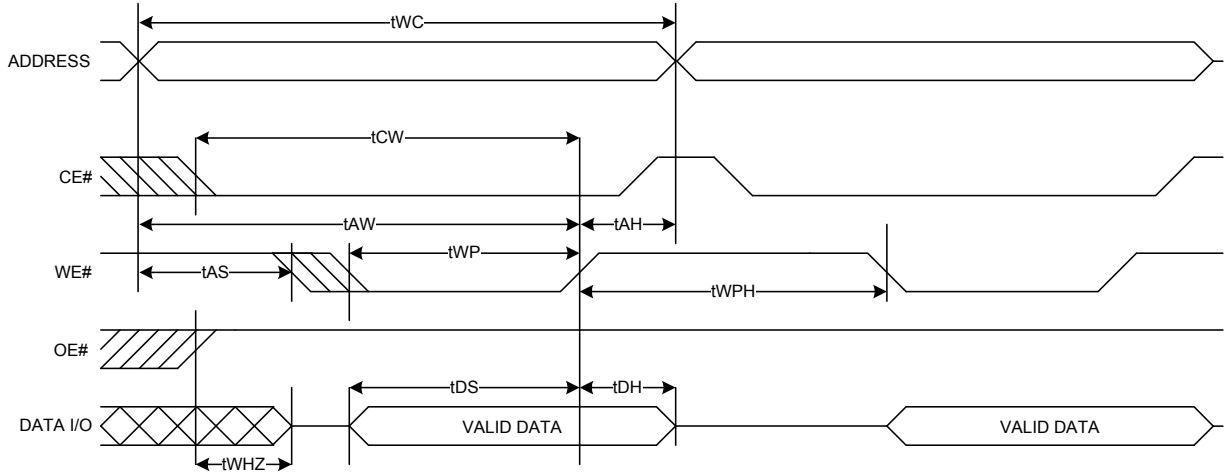 tWC
ADDRESS
tCW
CE#
tAW
tAH
tWP
WE#
tAS
tWPH
OE#
tDS
tDH
DATA I/O
VALID DATA
VALID DATA
tWHZ